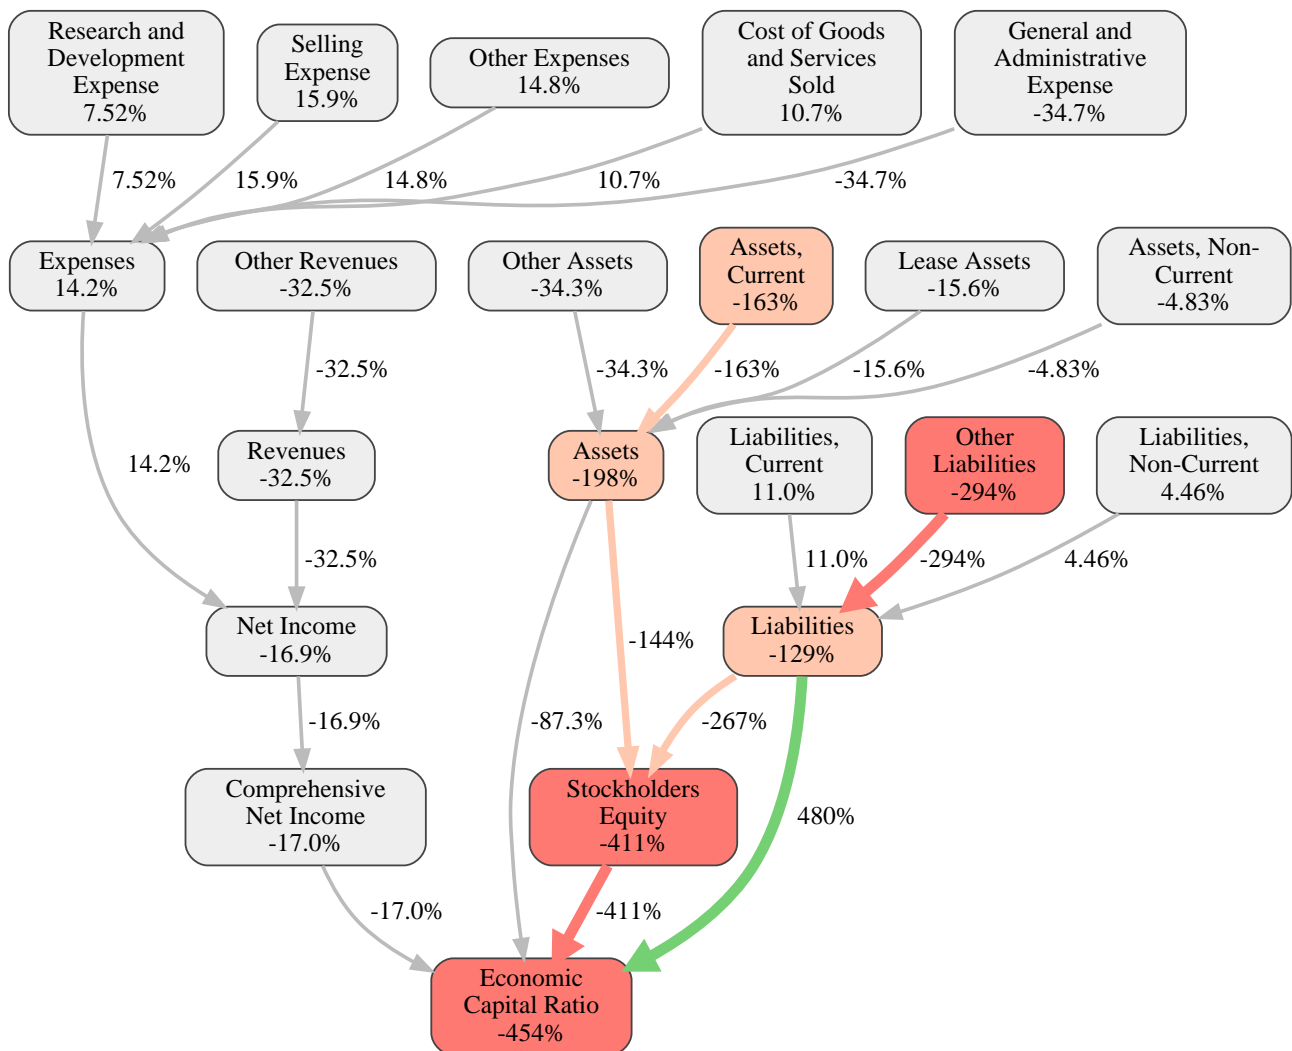 Research and
Development
Expense
7.52%
Selling
Expense
15.9%
Other Expenses
14.8%
Cost of Goods
and Services
Sold
10.7%
General and
Administrative
Expense
-34.7%
7.52%
15.9%
14.8%
10.7%
-34.7%
Expenses
14.2%
Other Revenues
-32.5%
Other Assets
-34.3%
Assets,
Current
-163%
Lease Assets
-15.6%
Assets, Non-
Current
-4.83%
-32.5%
-34.3%
-163%
-15.6%
-4.83%
14.2%
Revenues
-32.5%
Assets
-198%
Liabilities,
Current
11.0%
Other
Liabilities
-294%
Liabilities,
Non-Current
4.46%
-32.5%
11.0%
-294%
4.46%
Net Income
-16.9%
-144%
Liabilities
-129%
-16.9%
-87.3%
-267%
Comprehensive
Net Income
-17.0%
Stockholders
Equity
-411%
480%
-17.0%
-411%
Economic
Capital Ratio
-454%